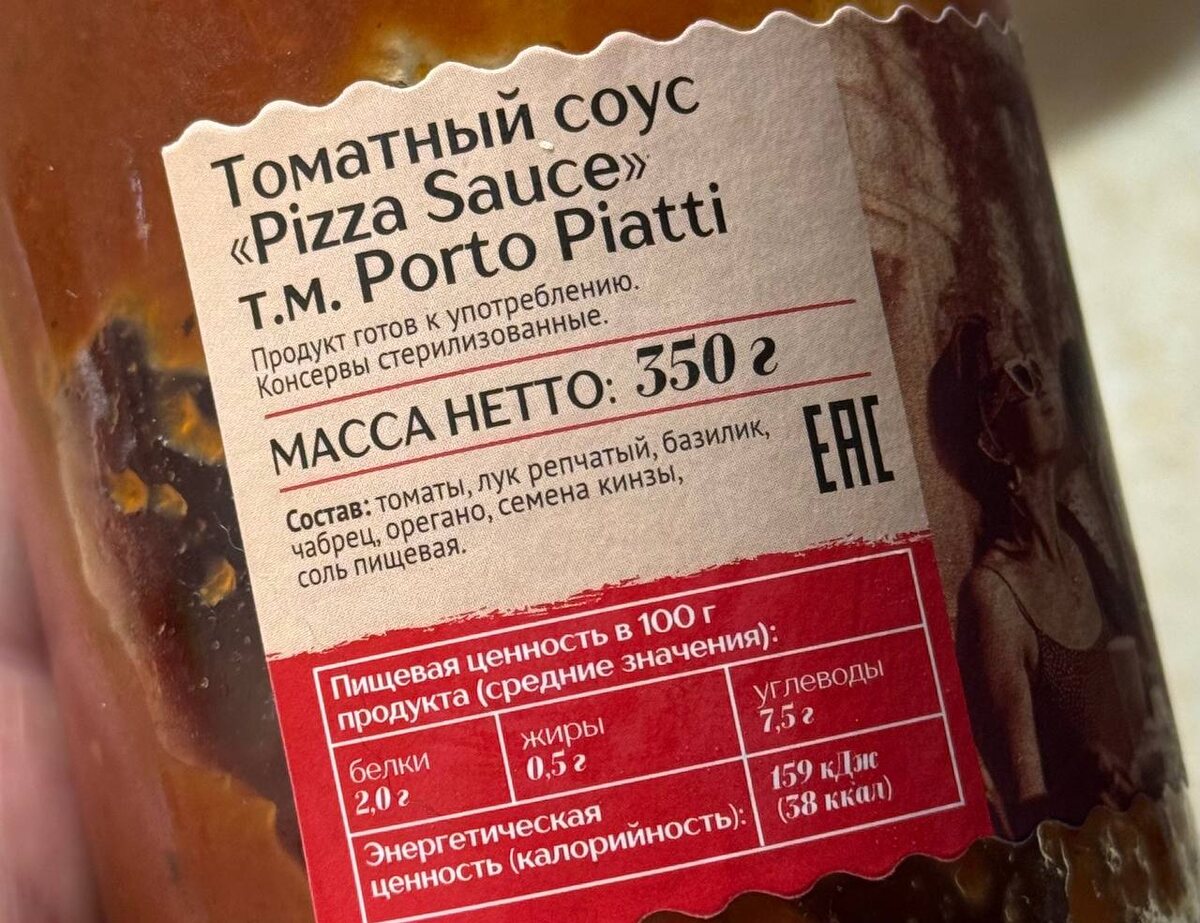 Томатный соус
«Pizza Sauce»
т.м. Porto Piatti
Продукт готов к употреблению.
Консервы стерилизованные.
МАССА НЕТТО: 350 г
Состав: томаты, лук репчатый, базилик,
чабрец, орегано, семена кинзы,
соль пищевая.
EAC
Пищевая ценность в 100 г
продукта (средние значения):
белки
2,0 г
жиры
0,5 г
углеводы
7,5 г
Энергетическая
ценность (калорийность):
159 кДж
(38 ккал)